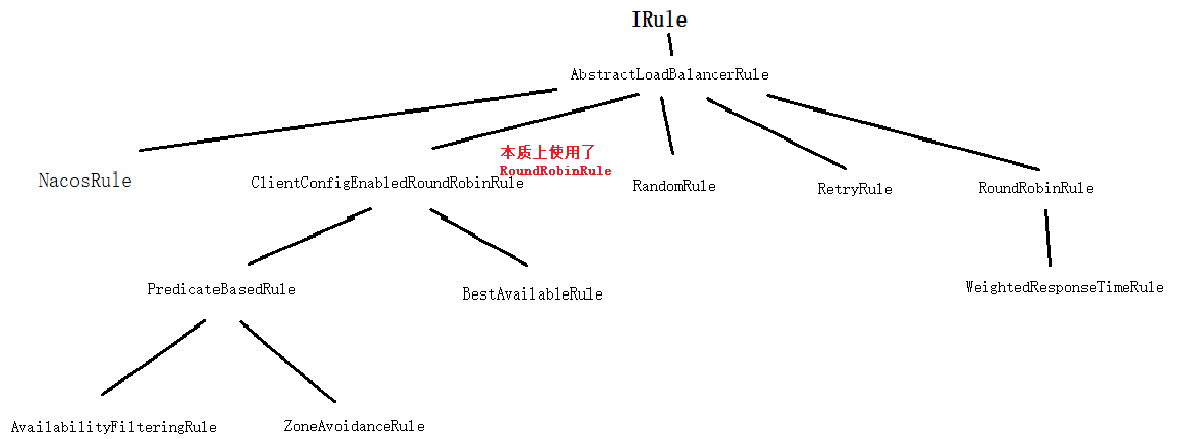 IRule
AbstractLoadBalancerRule
本质上使用了
RoundRobinRule
NacosRule
ClientConfigEnabledRoundRobinRule
RandomRule
RetryRule
RoundRobinRule
PredicateBasedRule
BestAvailableRule
WeightedResponseTimeRule
AvailabilityFilteringRule
ZoneAvoidanceRule